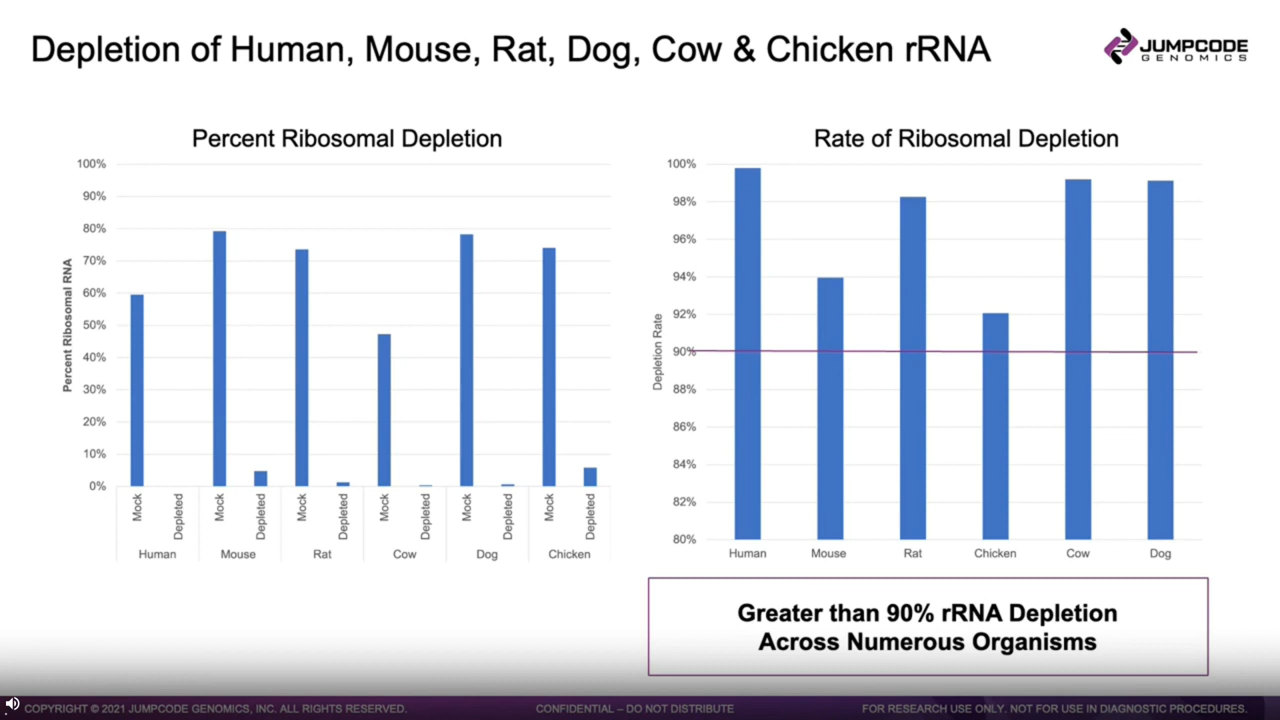 Depletion of Human, Mouse, Rat, Dog, Cow & Chicken rRNA
JUMPCODE
GENOMICS
Percent Ribosomal Depletion
100%
90%
80%
70%
60%
50%
40%
30%
20%
10%
0%
Percent Ribosomal RNA
Mock
Depleted
Mock
Depleted
Mock
Depleted
Mock
Depleted
Mock
Depleted
Mock
Depleted
Human
Mouse
Rat
Cow
Dog
Chicken
Rate of Ribosomal Depletion
100%
98%
96%
94%
92%
90%
88%
86%
84%
82%
80%
Depletion Rate
Human
Mouse
Rat
Chicken
Cow
Dog
Greater than 90% rRNA Depletion
Across Numerous Organisms
COPYRIGHT © 2021 JUMPCODE GENOMICS, INC. ALL RIGHTS RESERVED.
CONFIDENTIAL – DO NOT DISTRIBUTE
FOR RESEARCH USE ONLY. NOT FOR USE IN DIAGNOSTIC PROCEDURES.